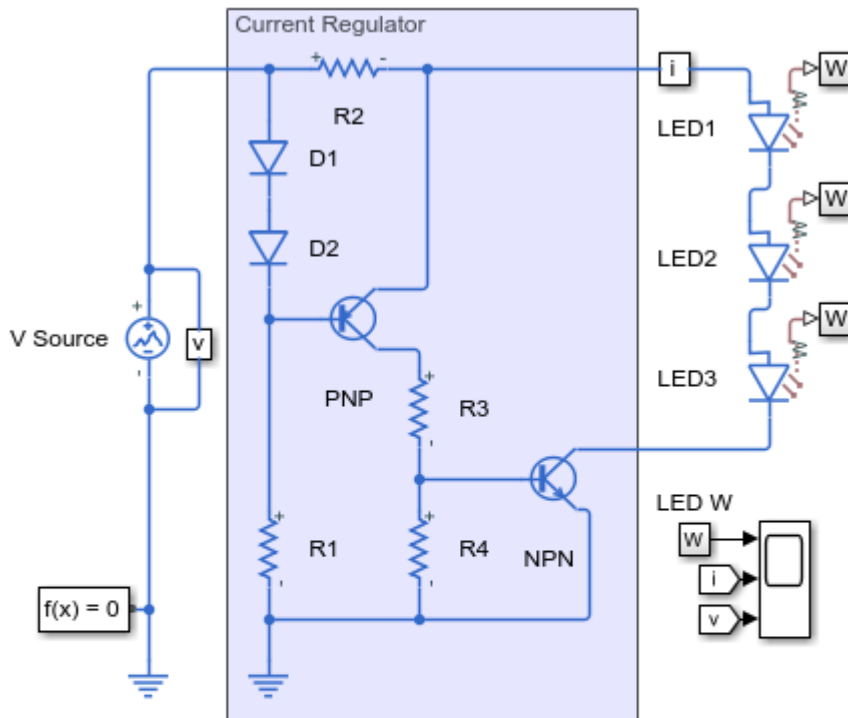 Current Regulator
+
-
i
W
R2
LED1
D1
W
D2
LED2
+
V Source
v
W
-
PNP
+
R3
LED3
-
LED W
+
R1
+
R4
NPN
W
-
-
i
f(x) = 0
v